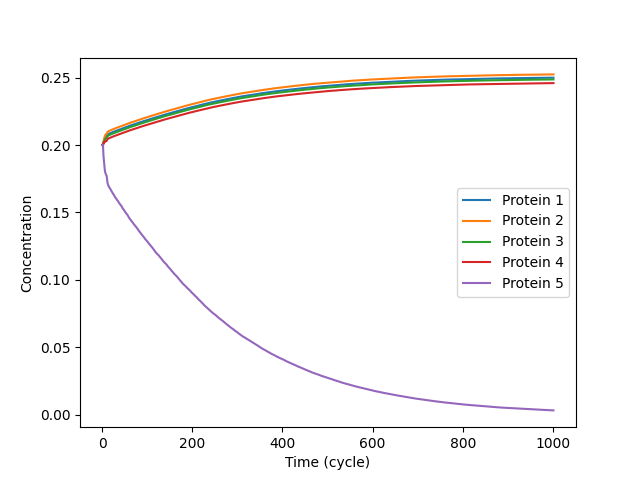 0.25
0.20
0.15
0.10
0.05
0.00
Concentration
Protein 1
Protein 2
Protein 3
Protein 4
Protein 5
0 200 400 600 800 1000
Time (cycle)